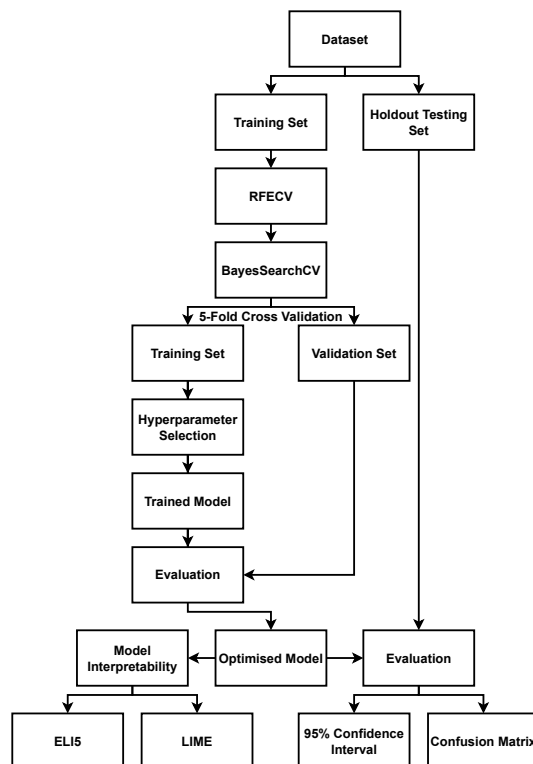 Dataset
Training Set
Holdout Testing
Set
RFECV
BayesSearchCV
5-Fold Cross Validation
Training Set
Validation Set
Hyperparameter
Selection
Trained Model
Evaluation
Model
Interpretability
Optimised Model
Evaluation
ELI5
LIME
95% Confidence
Interval
Confusion Matrix